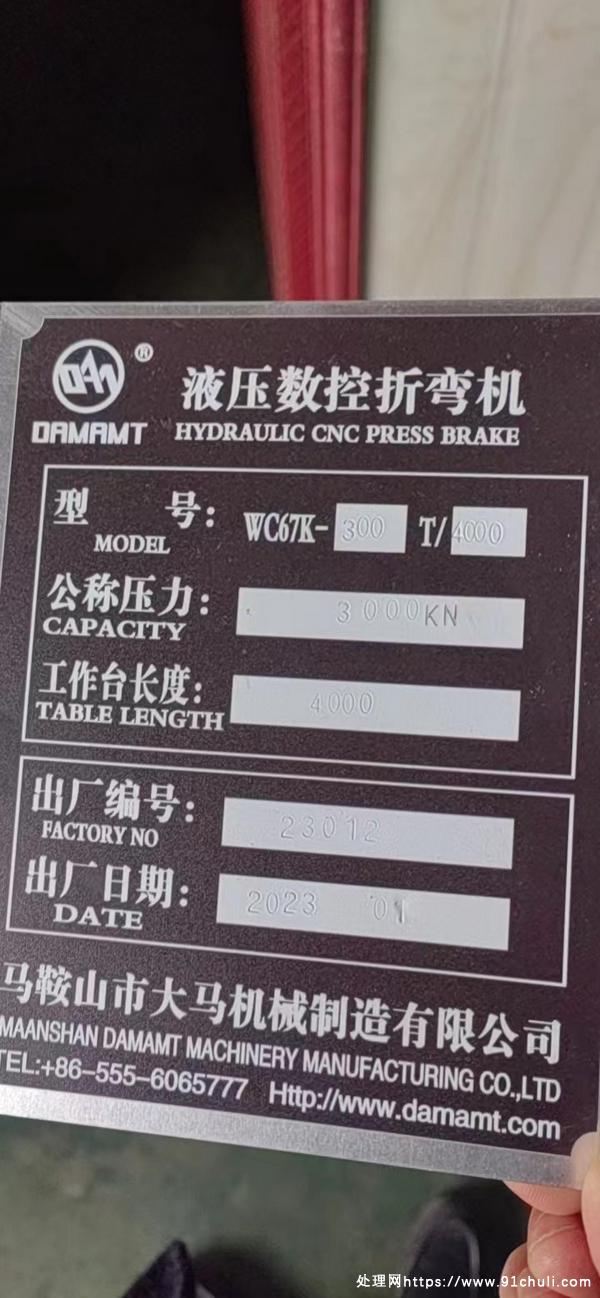 DAMAMT
®
液压数控折弯机
HYDRAULIC CNC PRESS BRAKE
型 号: WC67K-300 T/4000
MODEL
公称压力: 3000KN
CAPACITY
工作台长度: 4000
TABLE LENGTH
出厂编号: 23012
FACTORY NO
出厂日期: 2023 01
DATE
马鞍山市大马机械制造有限公司
MAANSHAN DAMAMT MACHINERY MANUFACTURING CO.,LTD
TEL:+86-555-6065777 Http://www.damamt.com
处理网https://www.91chuli.com